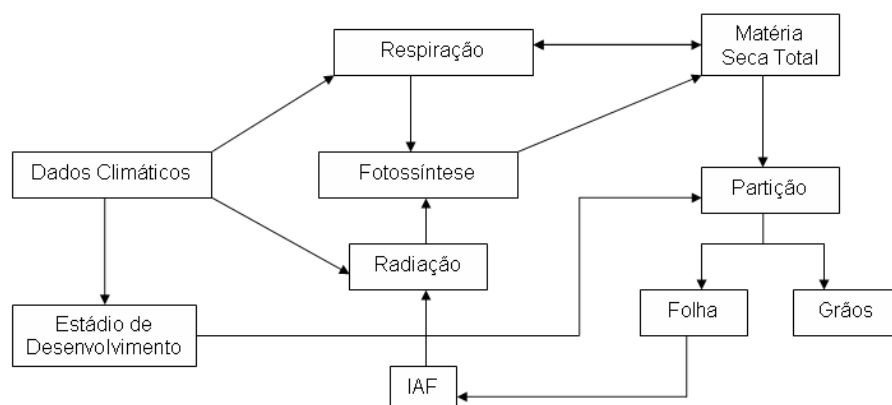 Respiração
Matéria
Seca Total
Dados Climáticos
Fotossíntese
Partição
Radiação
Estádio de
Desenvolvimento
Folha
Grãos
IAF